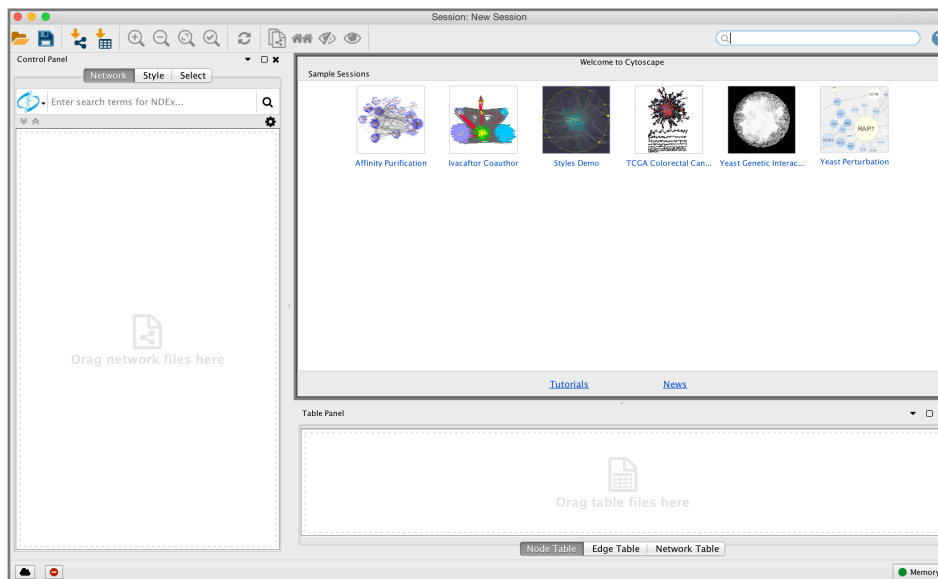 Session: New Session
Control Panel
Network Style Select
Enter search terms for NDEx...
Drag network files here
Welcome to Cytoscape
Sample Sessions
RAP1
Affinity Purification
Ivacaftor Coauthor
Styles Demo
TCGA Colorectal Can...
Yeast Genetic Interac...
Yeast Perturbation
Tutorials News
Table Panel
Drag table files here
Node Table Edge Table Network Table
Memory